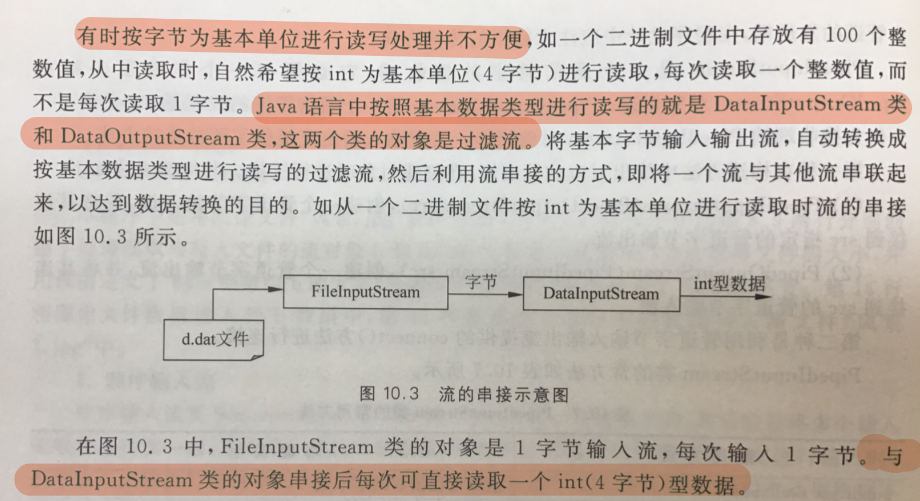 有时按字节为基本单位进行读写处理并不方便,如一个二进制文件中存放有 100 个整
数值,从中读取时,自然希望按 int 为基本单位(4 字节)进行读取,每次读取一个整数值,而
不是每次读取 1 字节。Java 语言中按照基本数据类型进行读写的就是 DataInputStream 类
和 DataOutputStream 类,这两个类的对象是过滤流。将基本字节输入输出流,自动转换成
按基本数据类型进行读写的过滤流,然后利用流串接的方式,即将一个流与其他流串联起
来,以达到数据转换的目的。如从一个二进制文件按 int 为基本单位进行读取时流的串接
如图 10.3 所示。
d.dat文件
FileInputStream
字节
DataInputStream
int型数据
图 10.3 流的串接示意图
在图 10.3 中,FileInputStream 类的对象是 1 字节输入流,每次输入 1 字节。与
DataInputStream 类的对象串接后每次可直接读取一个 int(4 字节)型数据。